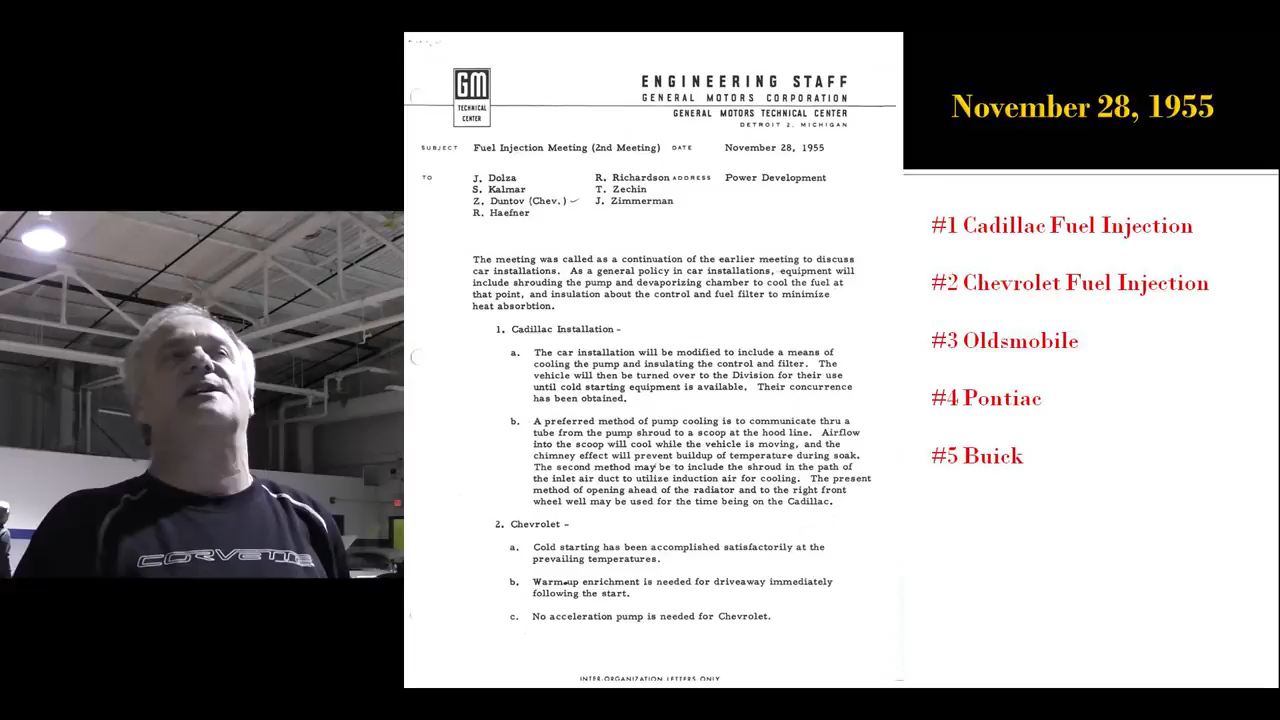 GM
TECHNICAL
CENTER
ENGINEERING STAFF
GENERAL MOTORS CORPORATION
GENERAL MOTORS TECHNICAL CENTER
DETROIT 2, MICHIGAN
SUBJECT Fuel Injection Meeting (2nd Meeting) DATE November 28, 1955
TO J. Dolza R. Richardson ADDRESS Power Development
S. Kalmar T. Zechin
Z. Duntov (Chev.) J. Zimmerman
R. Haefner
The meeting was called as a continuation of the earlier meeting to discuss
car installations. As a general policy in car installations, equipment will
include shrouding the pump and devaporizing chamber to cool the fuel at
that point, and insulation about the control and fuel filter to minimize
heat absorbtion.
1. Cadillac Installation -
a. The car installation will be modified to include a means of
cooling the pump and insulating the control and filter. The
vehicle will then be turned over to the Division for their use
until cold starting equipment is available. Their concurrence
has been obtained.
b. A preferred method of pump cooling is to communicate thru a
tube from the pump shroud to a scoop at the hood line. Airflow
into the scoop will cool while the vehicle is moving, and the
chimney effect will prevent buildup of temperature during soak.
The second method may be to include the shroud in the path of
the inlet air duct to utilize induction air for cooling. The present
method of opening ahead of the radiator and to the right front
wheel well may be used for the time being on the Cadillac.
2. Chevrolet -
a. Cold starting has been accomplished satisfactorily at the
prevailing temperatures.
b. Warm-up enrichment is needed for driveaway immediately
following the start.
c. No acceleration pump is needed for Chevrolet.
INTER-ORGANIZATION LETTERS ONLY
November 28, 1955
#1 Cadillac Fuel Injection
#2 Chevrolet Fuel Injection
#3 Oldsmobile
#4 Pontiac
#5 Buick
CORVETTE